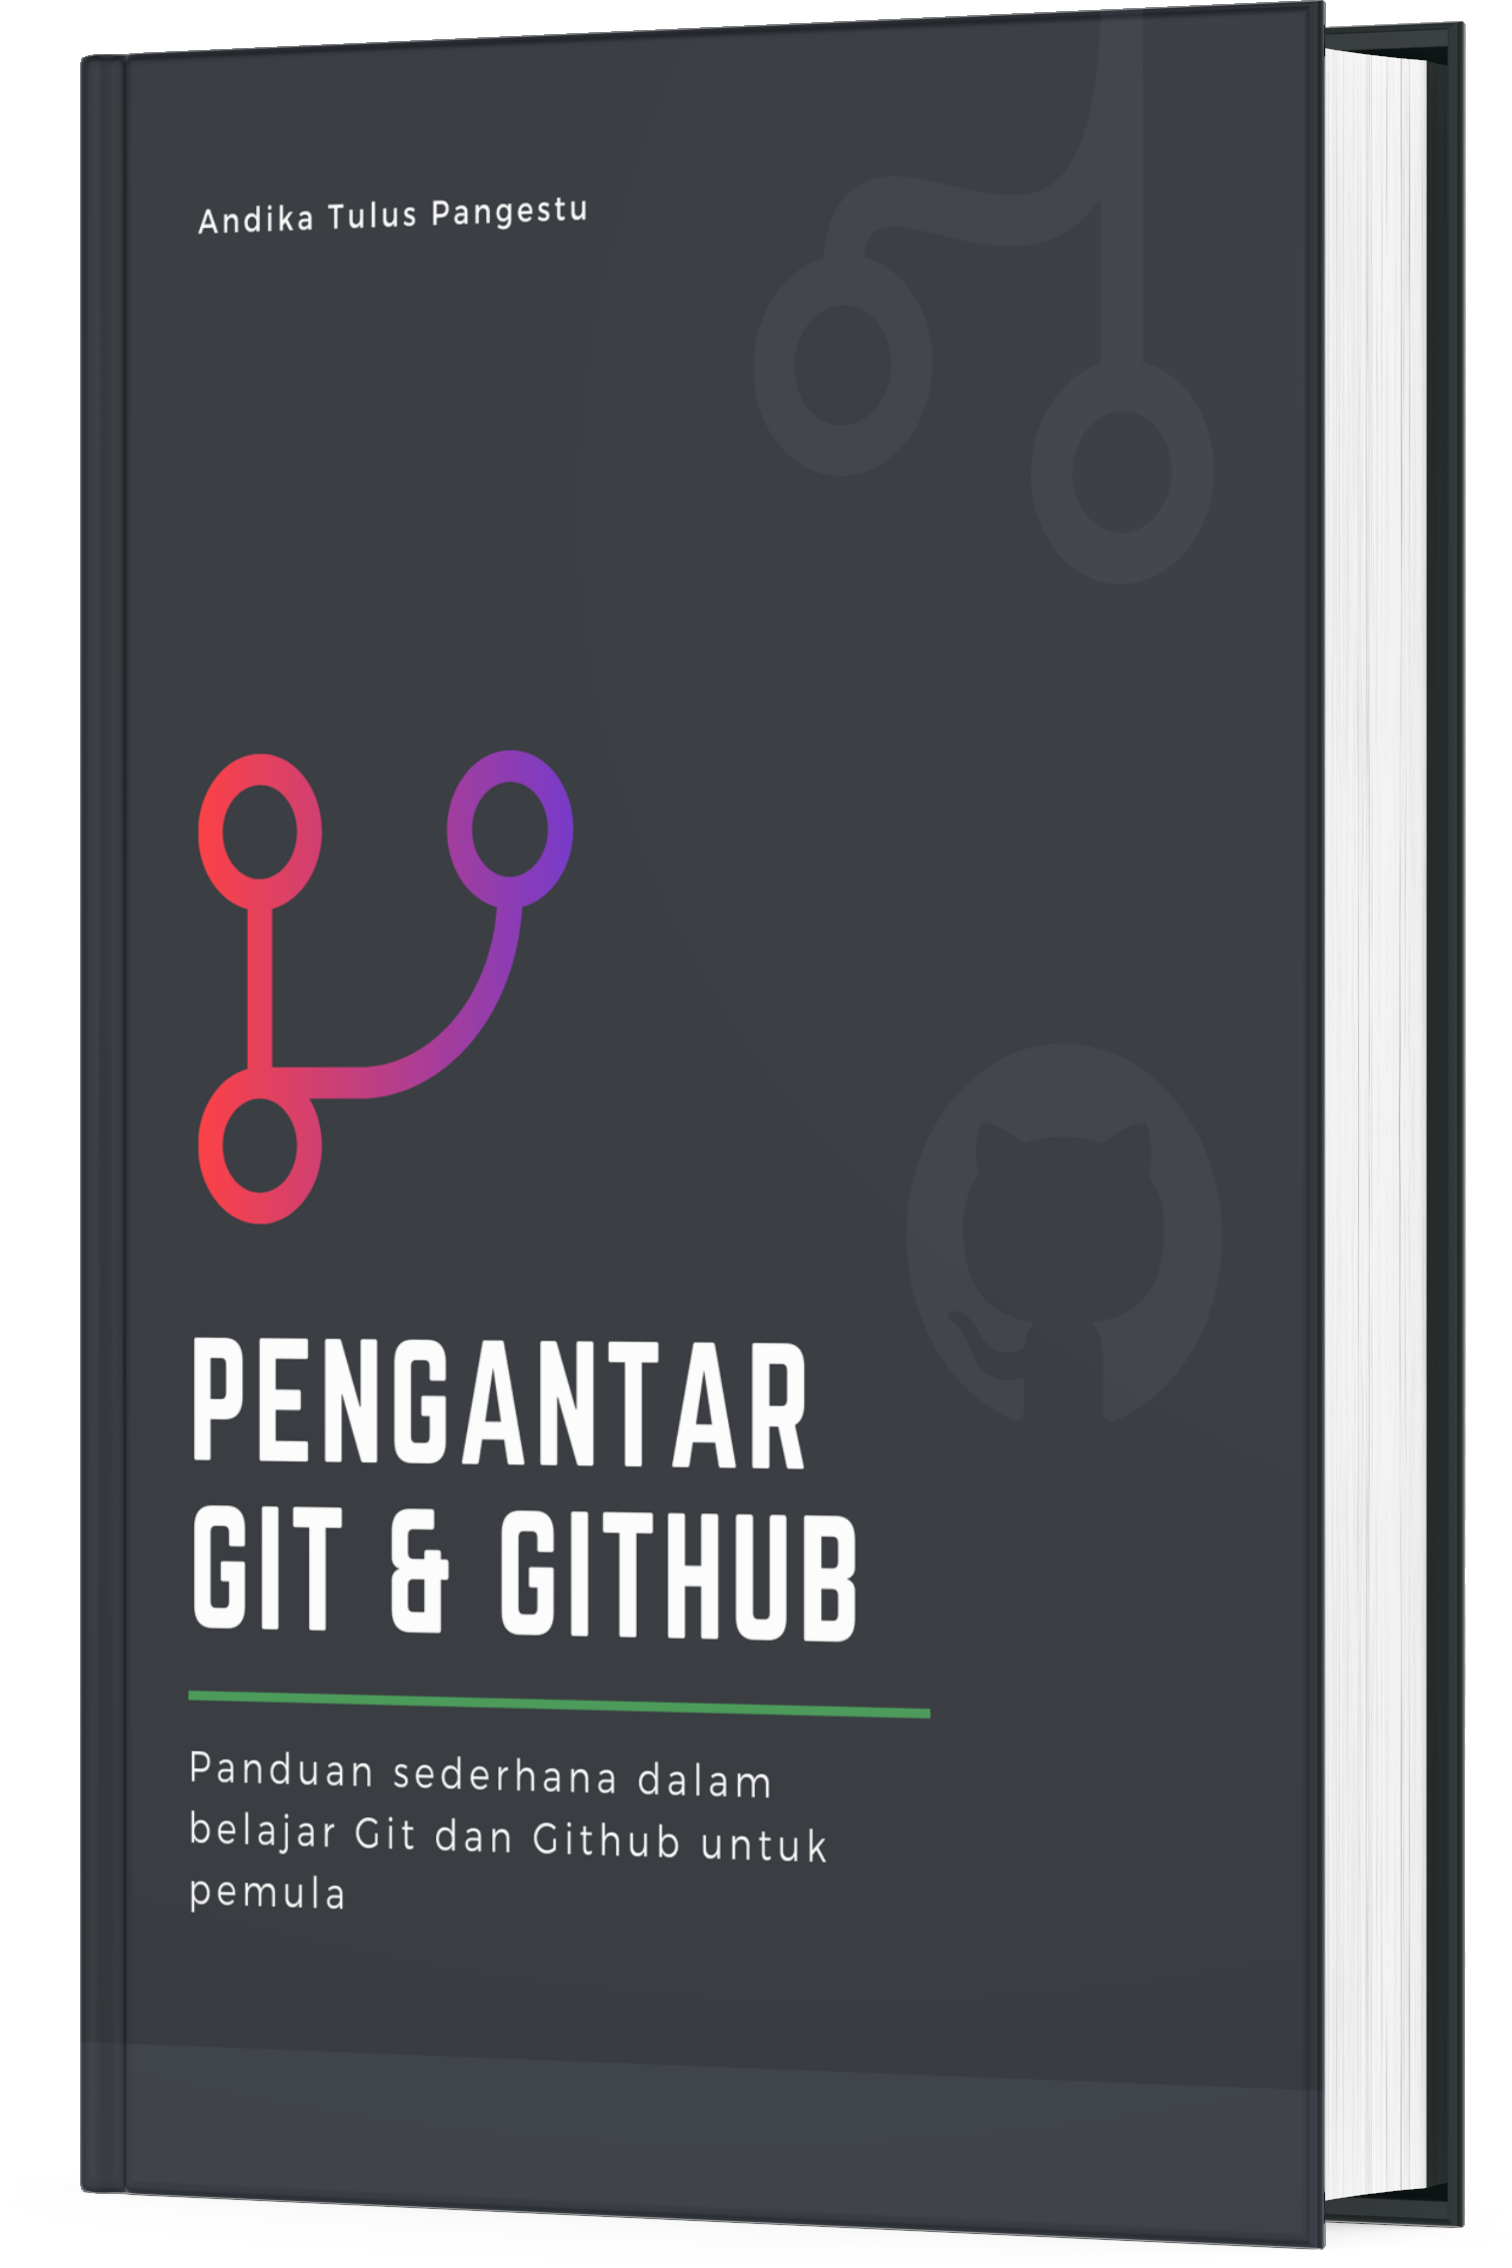 Andika Tulus Pangestu
PENGANTAR
GIT & GITHUB
Panduan sederhana dalam
belajar Git dan Github untuk
pemula